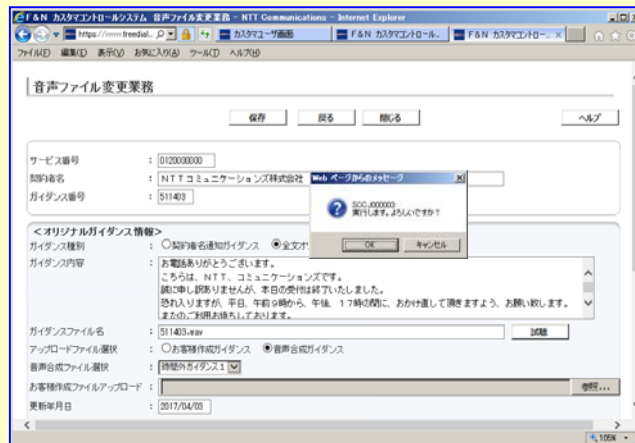 F&N カスタマコントロールシステム 音声ファイル変更業務 - NTT Communications - Internet Explorer
https://www.freedial...
カスタマユーザ画面
F&N カスタマコントロール...
F&N カスタマコントロー...
ファイル(F) 編集(E) 表示(V) お気に入り(A) ツール(T) ヘルプ(H)
音声ファイル変更業務
保存 戻る 閉じる ヘルプ
サービス番号 : 0120000000
契約者名 : NTTコミュニケーションズ株式会社
ガイダンス番号 : 511403
Web ページからのメッセージ
SCCJ000003
実行します。よろしいですか?
OK キャンセル
<オリジナルガイダンス情報>
ガイダンス種別 : 契約者名通知ガイダンス 全文オリ
ガイダンス内容 : お電話ありがとうございます。
こちらは、NTT、コミュニケーションズです。
誠に申し訳ありませんが、本日の受付は終了いたしました。
恐れ入りますが、平日、午前9時から、午後、17時の間に、おかけ直して頂きますよう、お願い致します。
またのご利用お待ちしております。
ガイダンスファイル名 : 511403.wav 試聴
アップロードファイル選択 : お客様作成ガイダンス 音声合成ガイダンス
音声合成ファイル選択 : 時間外ガイダンス1
お客様作成ファイルアップロード : 参照...
更新年月日 : 2017/04/03
105%